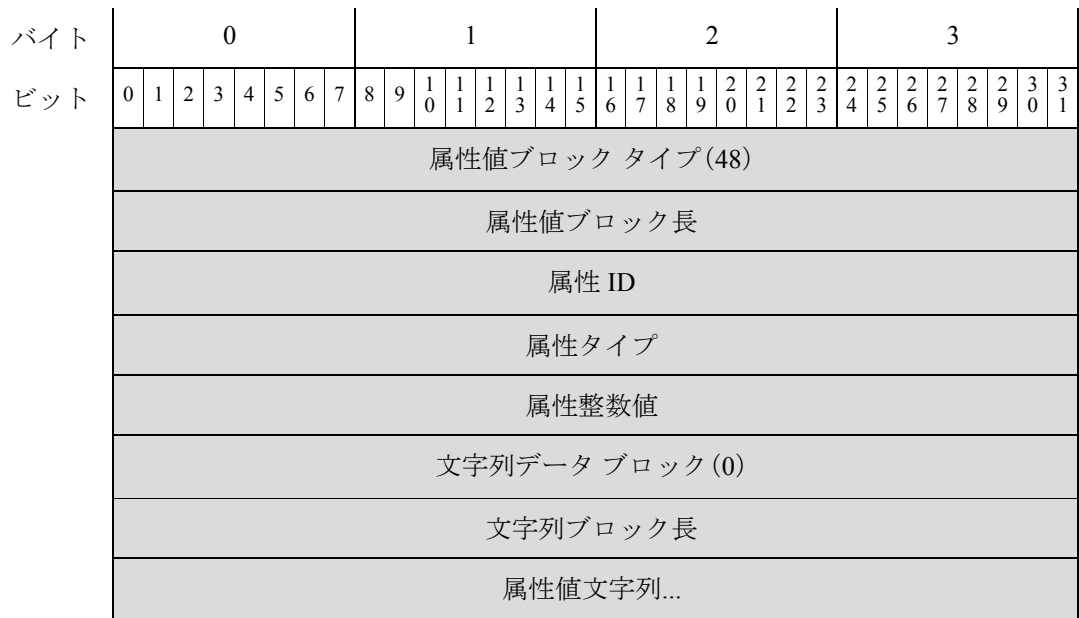 バイト 0 1 2 3
ビット 0 1 2 3 4 5 6 7 8 9 10 11 12 13 14 15 16 17 18 19 20 21 22 23 24 25 26 27 28 29 30 31
属性値ブロック タイプ(48)
属性値ブロック長
属性 ID
属性タイプ
属性整数値
文字列データ ブロック(0)
文字列ブロック長
属性値文字列...